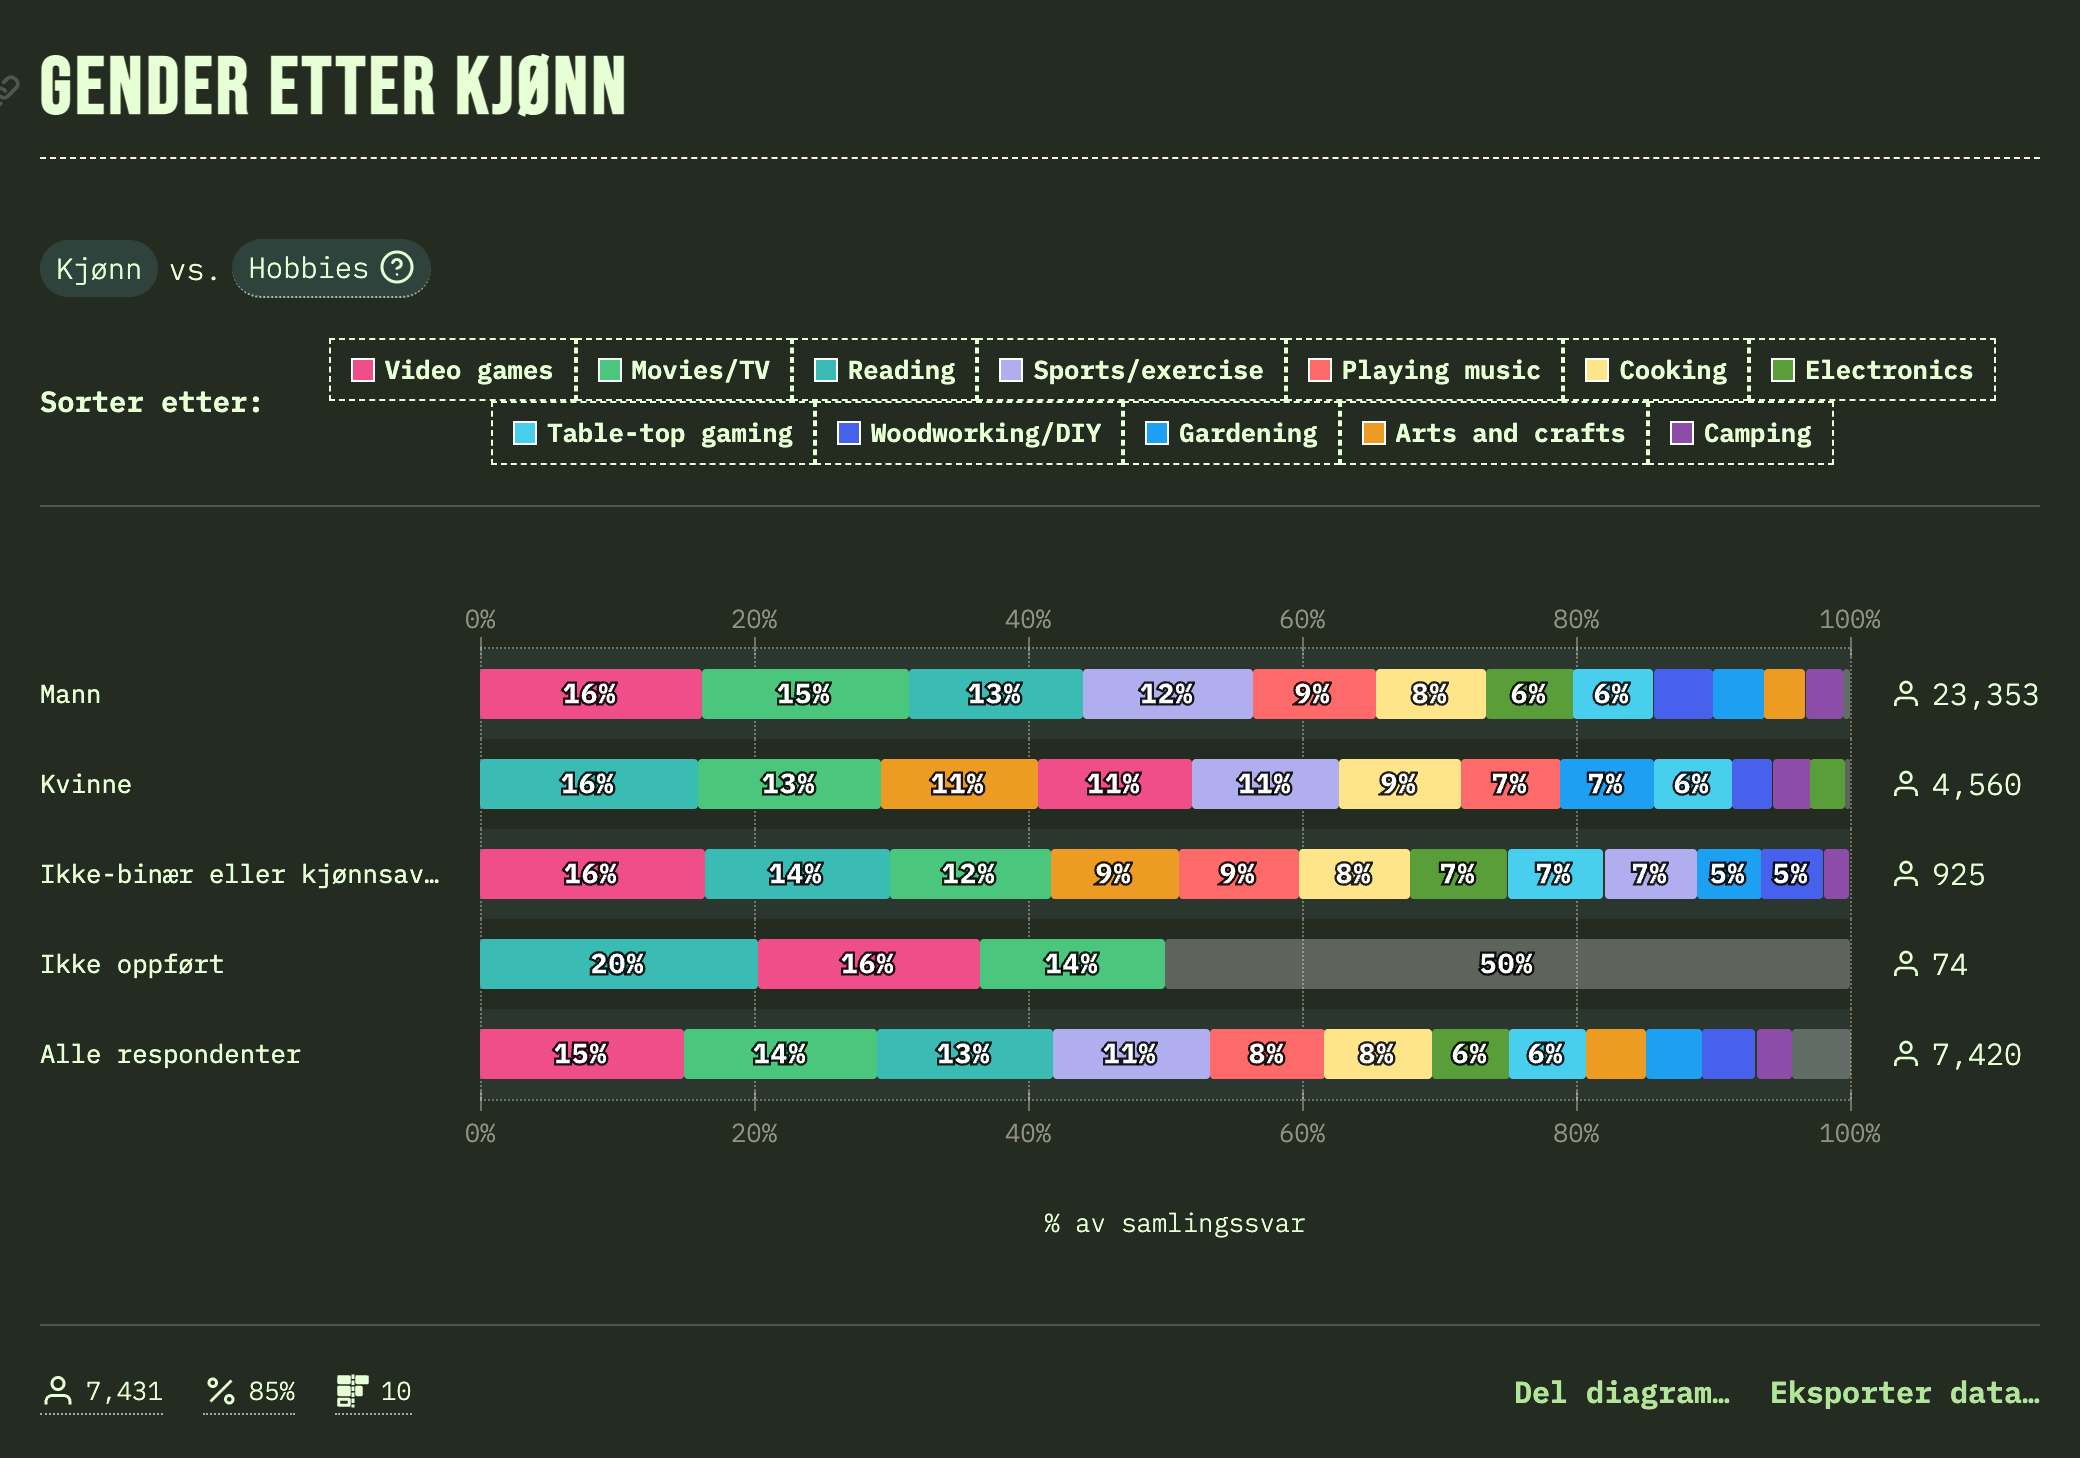 GENDER ETTER KJØNN
Kjønn vs. Hobbies ?
Sorter etter:
Video games Movies/TV Reading Sports/exercise Playing music Cooking Electronics
Table-top gaming Woodworking/DIY Gardening Arts and crafts Camping
0% 20% 40% 60% 80% 100%
Mann 16% 15% 13% 12% 9% 8% 6% 6% 23,353
Kvinne 16% 13% 11% 11% 11% 9% 7% 7% 6% 4,560
Ikke-binær eller kjønnsav… 16% 14% 12% 9% 9% 8% 7% 7% 7% 5% 5% 925
Ikke oppført 20% 16% 14% 50% 74
Alle respondenter 15% 14% 13% 11% 8% 8% 6% 6% 7,420
0% 20% 40% 60% 80% 100%
% av samlingssvar
7,431 85% 10 Del diagram… Eksporter data…